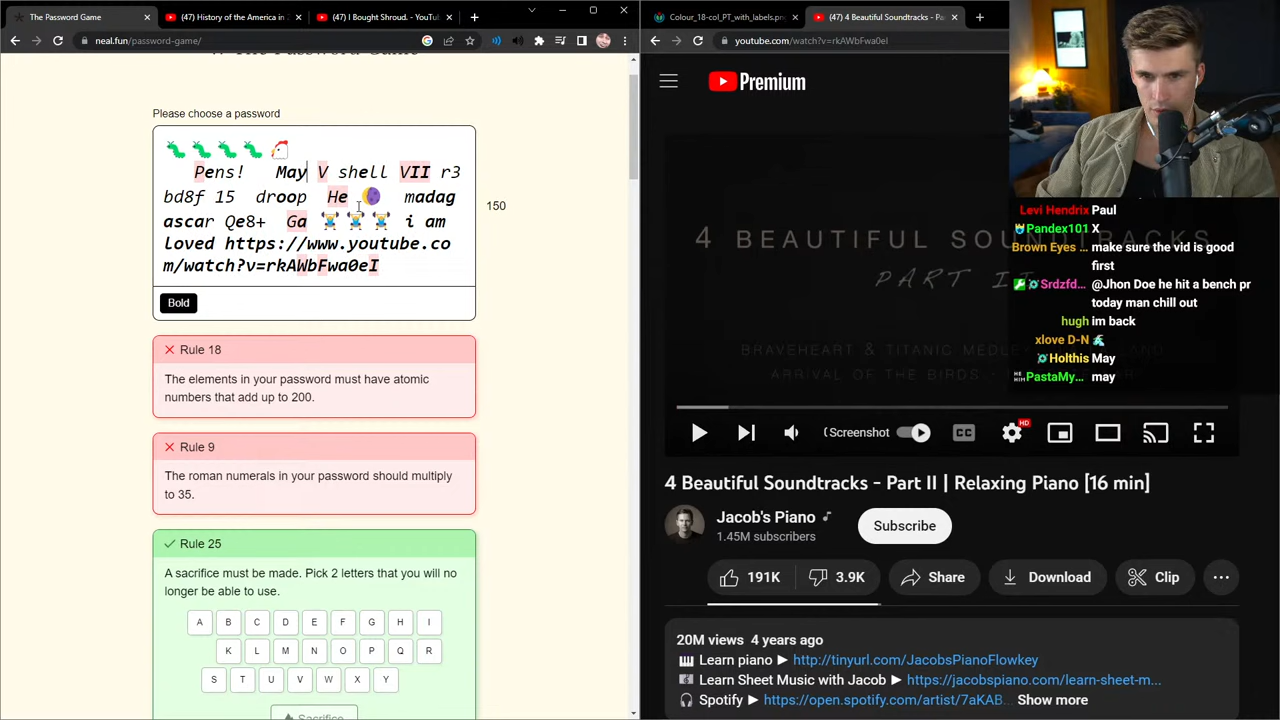 The Password Game
(47) History of the America in 2
(47) I Bought Shroud. - YouTu
neal.fun/password-game/
Please choose a password
Pens! May V shell VII r3
bd8f 15 droop He madag
ascar Qe8+ Ga i am
loved https://www.youtube.co
m/watch?v=rkAWbFwa0eI
150
Bold
Rule 18
The elements in your password must have atomic
numbers that add up to 200.
Rule 9
The roman numerals in your password should multiply
to 35.
Rule 25
A sacrifice must be made. Pick 2 letters that you will no
longer be able to use.
A B C D E F G H I
K L M N O P Q R
S T U V W X Y
Sacrifice
Colour_18-col_PT_with_labels.pn
(47) 4 Beautiful Soundtracks - Pa
youtube.com/watch?v=rkAWbFwa0eI
Premium
4 BEAUTIFUL SOUNDTRACKS
PART II
BRAVEHEART & TITANIC MEDLEY
ARRIVAL OF THE BIRDS
(Screenshot
CC
HD
4 Beautiful Soundtracks - Part II | Relaxing Piano [16 min]
Jacob's Piano
1.45M subscribers
Subscribe
191K
3.9K
Share
Download
Clip
20M views 4 years ago
Learn piano ► http://tinyurl.com/JacobsPianoFlowkey
Learn Sheet Music with Jacob ► https://jacobspiano.com/learn-sheet-m...
Spotify ► https://open.spotify.com/artist/7aKAB... Show more
Levi Hendrix Paul
Pandex101 X
Brown Eyes ... make sure the vid is good
first
Srdzfd... @Jhon Doe he hit a bench pr
today man chill out
hugh im back
xlove D-N
Holthis May
HE
HIM
PastaMy... may